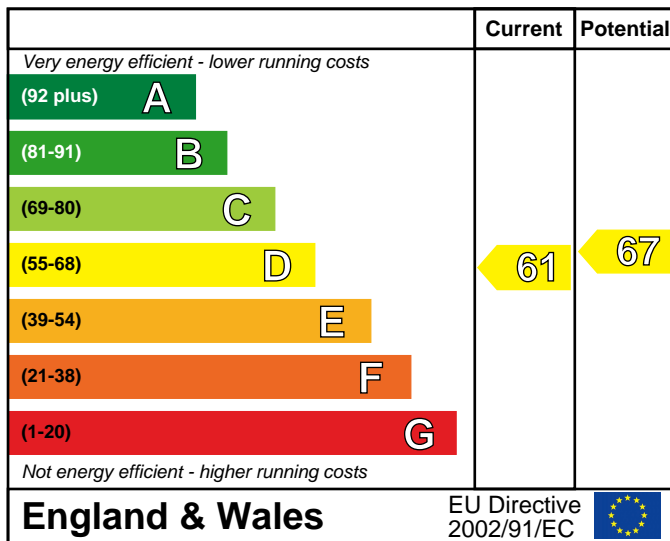 Current Potential
Very energy efficient - lower running costs
(92 plus) A
(81-91) B
(69-80) C
(55-68) D 61 67
(39-54) E
(21-38) F
(1-20) G
Not energy efficient - higher running costs
England & Wales
EU Directive
2002/91/EC